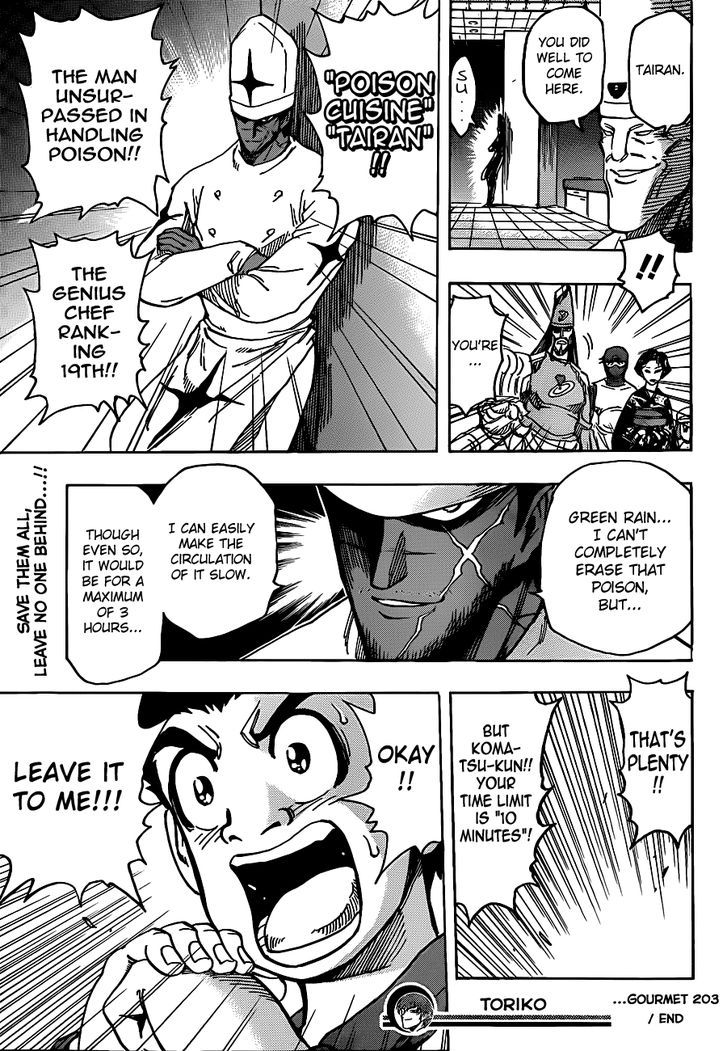 TAIRAN.
YOU DID
WELL TO
COME
HERE.
SU...
!!
YOU'RE
...
"POISON
CUISINE"
"TAIRAN"
!!
THE MAN
UNSUR-
PASSED IN
HANDLING
POISON!!
THE
GENIUS
CHEF
RANK-
ING
19TH!!
GREEN RAIN...
I CAN'T
COMPLETELY
ERASE THAT
POISON,
BUT...
I CAN EASILY
MAKE THE
CIRCULATION
OF IT SLOW.
THOUGH
EVEN SO,
IT WOULD
BE FOR A
MAXIMUM
OF 3
HOURS...
SAVE THEM ALL,
LEAVE NO ONE BEHIND...!!
THAT'S
PLENTY
!!
BUT
KOMA-
TSU-KUN!!
YOUR
TIME LIMIT
IS "10
MINUTES"!
OKAY
!!
LEAVE IT
TO ME!!!
TORIKO
...GOURMET 203
/ END